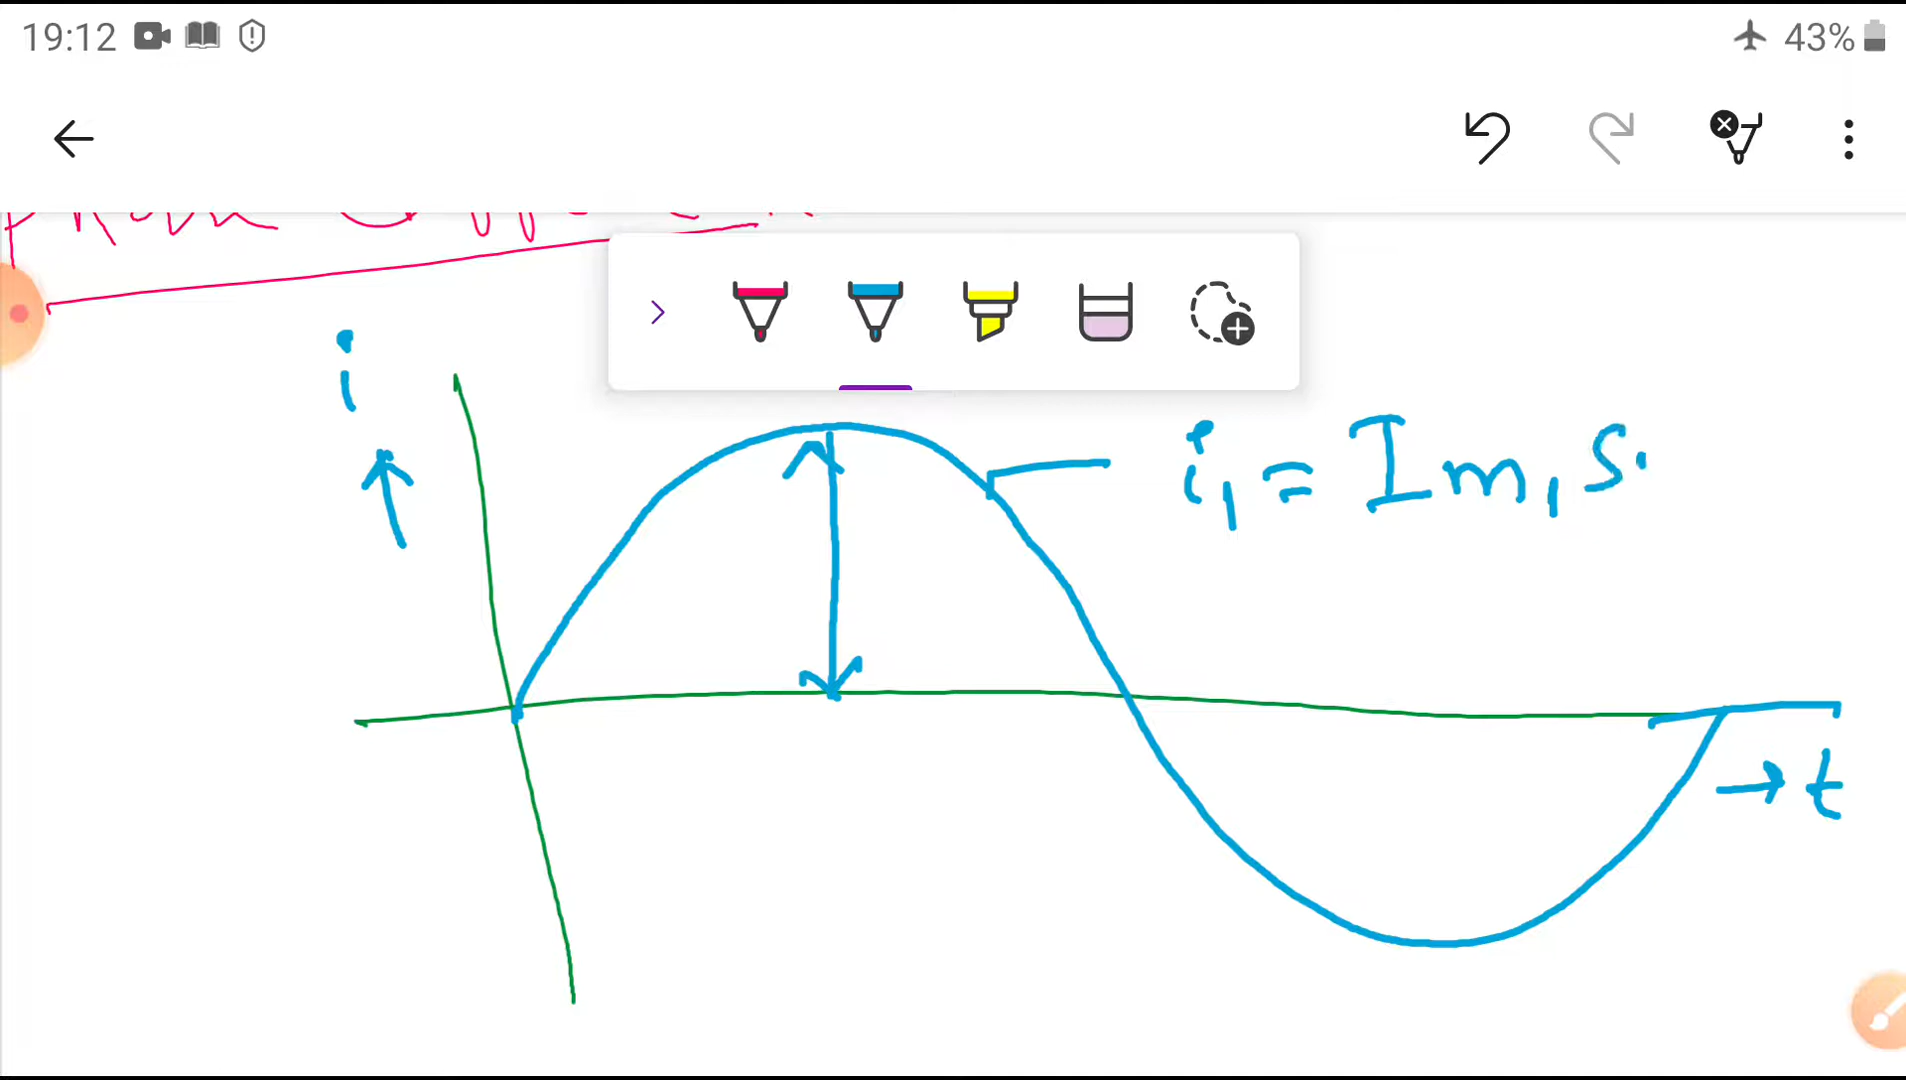 19:12 43%
i
i₁ = Im₁ S.
t